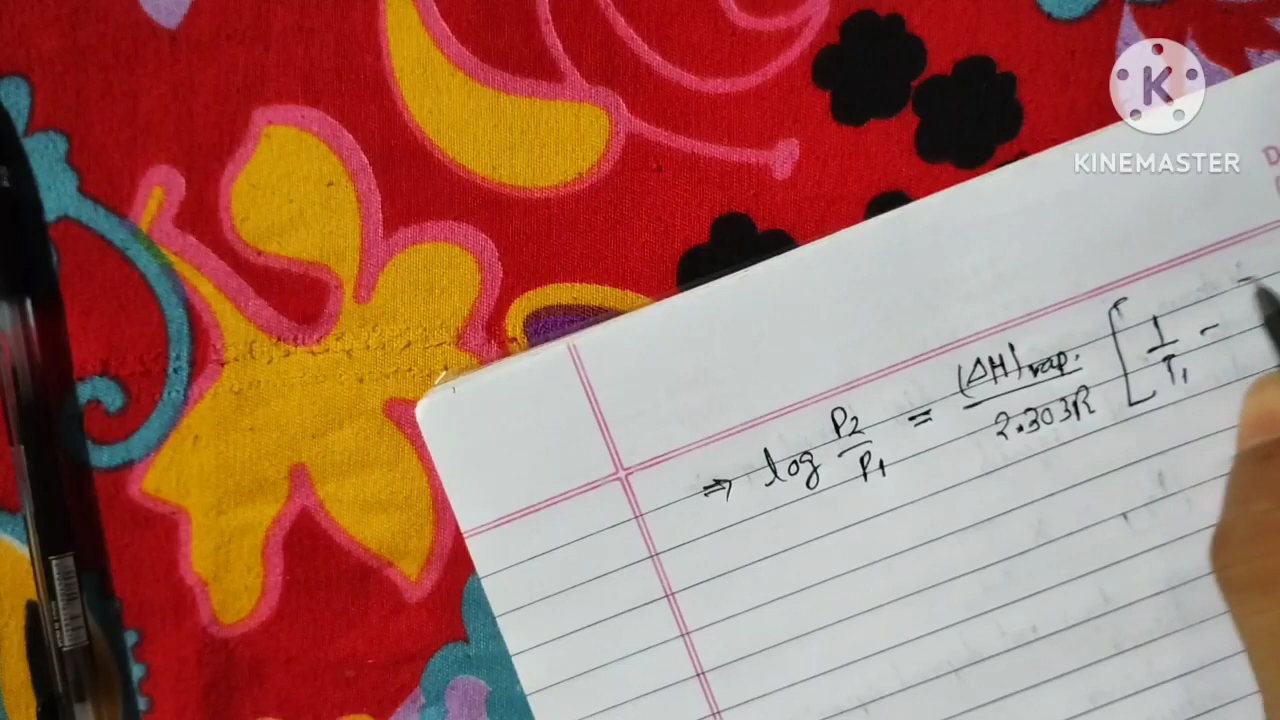 K
KINEMASTER
D
⇒ log P2/P1 = (ΔH)vap. / 2.303R [ 1/T1 -